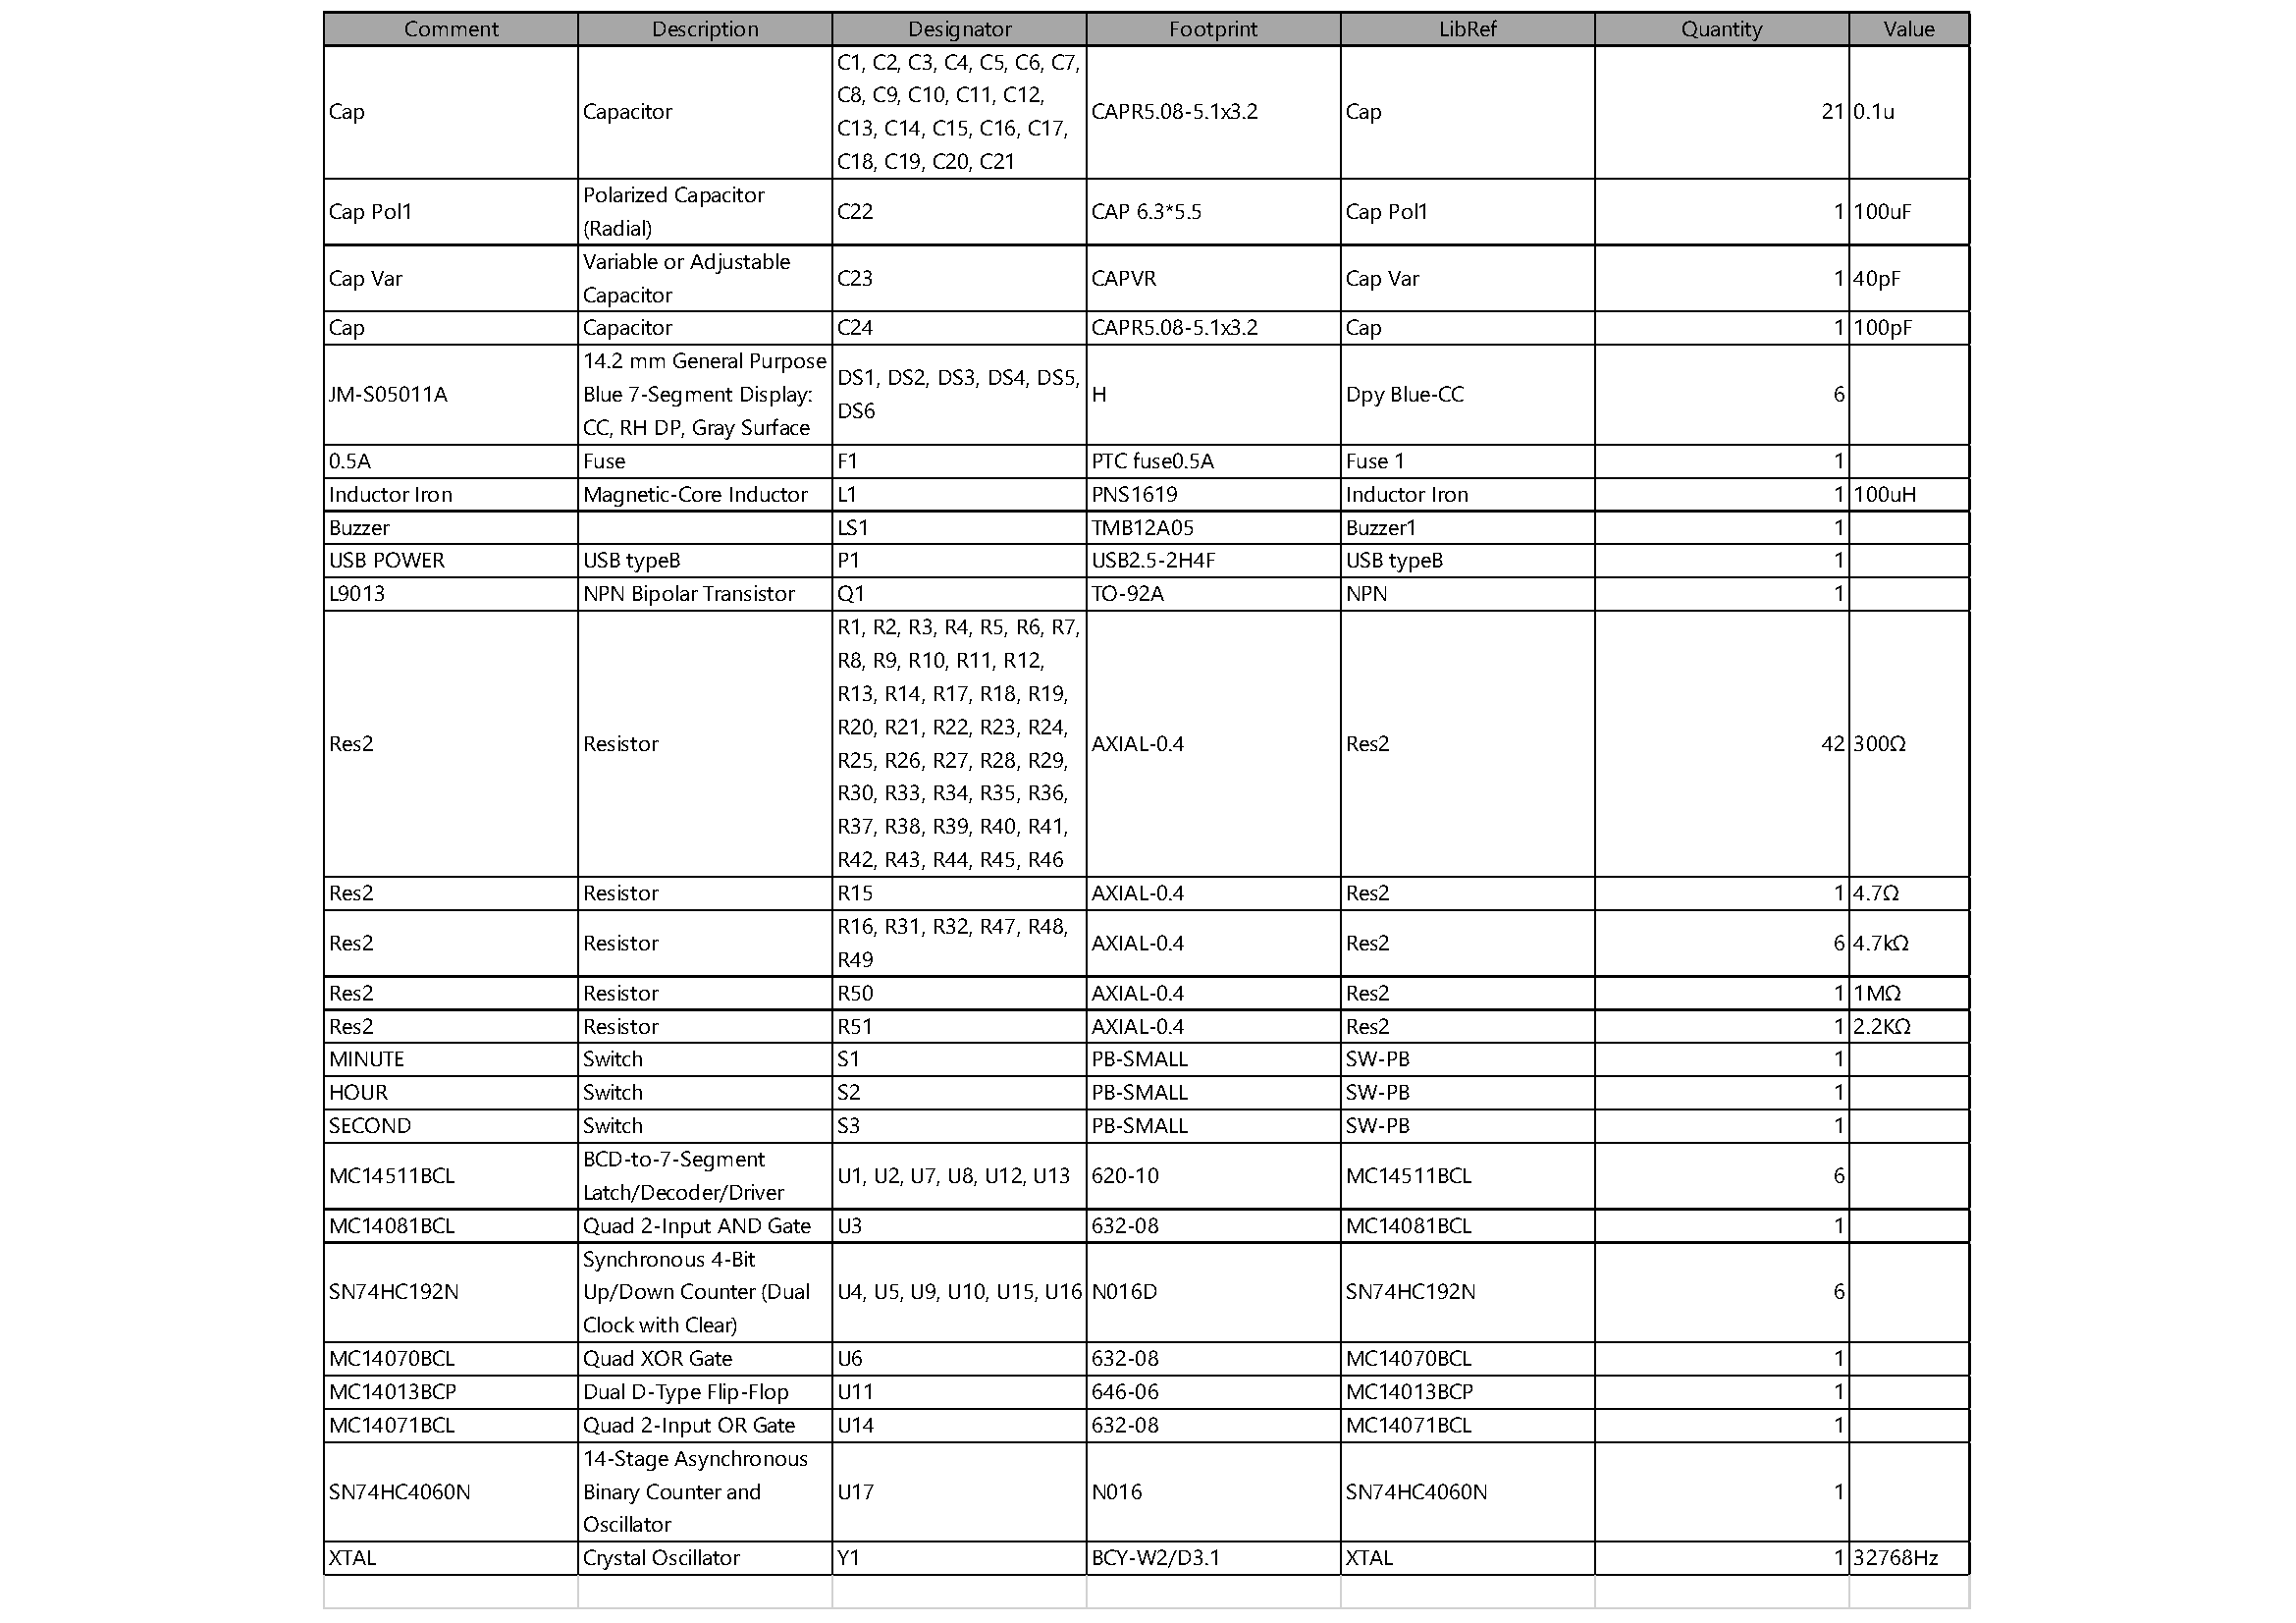 Comment Description Designator Footprint LibRef Quantity Value
Cap Capacitor C1, C2, C3, C4, C5, C6, C7, CAPR5.08-5.1x3.2 Cap 21 0.1u
C8, C9, C10, C11, C12,
C13, C14, C15, C16, C17,
C18, C19, C20, C21
Cap Pol1 Polarized Capacitor C22 CAP 6.3*5.5 Cap Pol1 1 100uF
(Radial)
Cap Var Variable or Adjustable C23 CAPVR Cap Var 1 40pF
Capacitor
Cap Capacitor C24 CAPR5.08-5.1x3.2 Cap 1 100pF
JM-S05011A 14.2 mm General Purpose DS1, DS2, DS3, DS4, DS5, H Dpy Blue-CC 6
Blue 7-Segment Display: DS6
CC, RH DP, Gray Surface
0.5A Fuse F1 PTC fuse0.5A Fuse 1 1
Inductor Iron Magnetic-Core Inductor L1 PNS1619 Inductor Iron 1 100uH
Buzzer LS1 TMB12A05 Buzzer1 1
USB POWER USB typeB P1 USB2.5-2H4F USB typeB 1
L9013 NPN Bipolar Transistor Q1 TO-92A NPN 1
Res2 Resistor R1, R2, R3, R4, R5, R6, R7, AXIAL-0.4 Res2 42 300Ω
R8, R9, R10, R11, R12,
R13, R14, R17, R18, R19,
R20, R21, R22, R23, R24,
R25, R26, R27, R28, R29,
R30, R33, R34, R35, R36,
R37, R38, R39, R40, R41,
R42, R43, R44, R45, R46
Res2 Resistor R15 AXIAL-0.4 Res2 1 4.7Ω
Res2 Resistor R16, R31, R32, R47, R48, AXIAL-0.4 Res2 6 4.7kΩ
R49
Res2 Resistor R50 AXIAL-0.4 Res2 1 1MΩ
Res2 Resistor R51 AXIAL-0.4 Res2 1 2.2KΩ
MINUTE Switch S1 PB-SMALL SW-PB 1
HOUR Switch S2 PB-SMALL SW-PB 1
SECOND Switch S3 PB-SMALL SW-PB 1
MC14511BCL BCD-to-7-Segment U1, U2, U7, U8, U12, U13 620-10 MC14511BCL 6
Latch/Decoder/Driver
MC14081BCL Quad 2-Input AND Gate U3 632-08 MC14081BCL 1
SN74HC192N Synchronous 4-Bit U4, U5, U9, U10, U15, U16 N016D SN74HC192N 6
Up/Down Counter (Dual
Clock with Clear)
MC14070BCL Quad XOR Gate U6 632-08 MC14070BCL 1
MC14013BCP Dual D-Type Flip-Flop U11 646-06 MC14013BCP 1
MC14071BCL Quad 2-Input OR Gate U14 632-08 MC14071BCL 1
SN74HC4060N 14-Stage Asynchronous U17 N016 SN74HC4060N 1
Binary Counter and
Oscillator
XTAL Crystal Oscillator Y1 BCY-W2/D3.1 XTAL 1 32768Hz